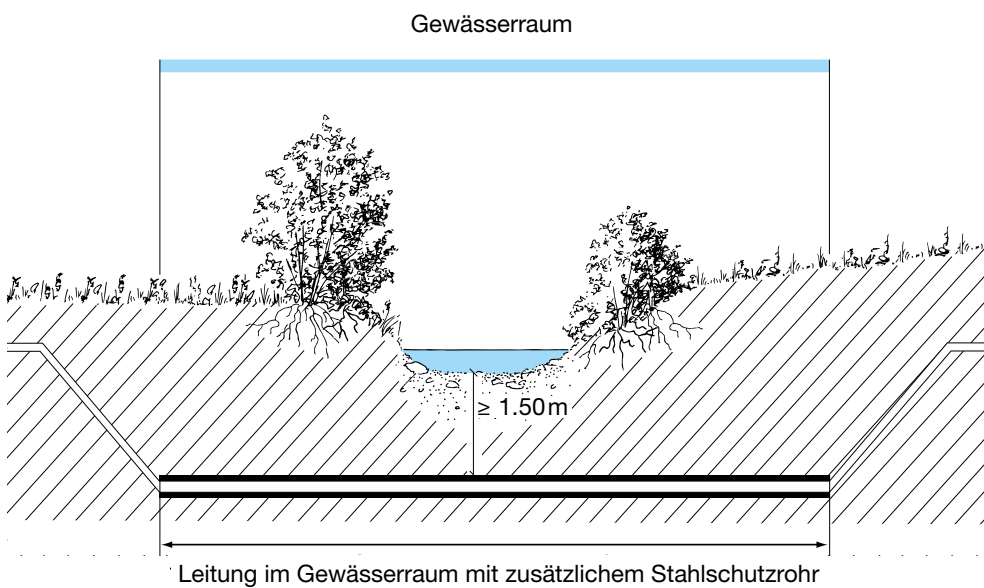 Gewässerraum
≥ 1.50 m
Leitung im Gewässerraum mit zusätzlichem Stahlschutzrohr